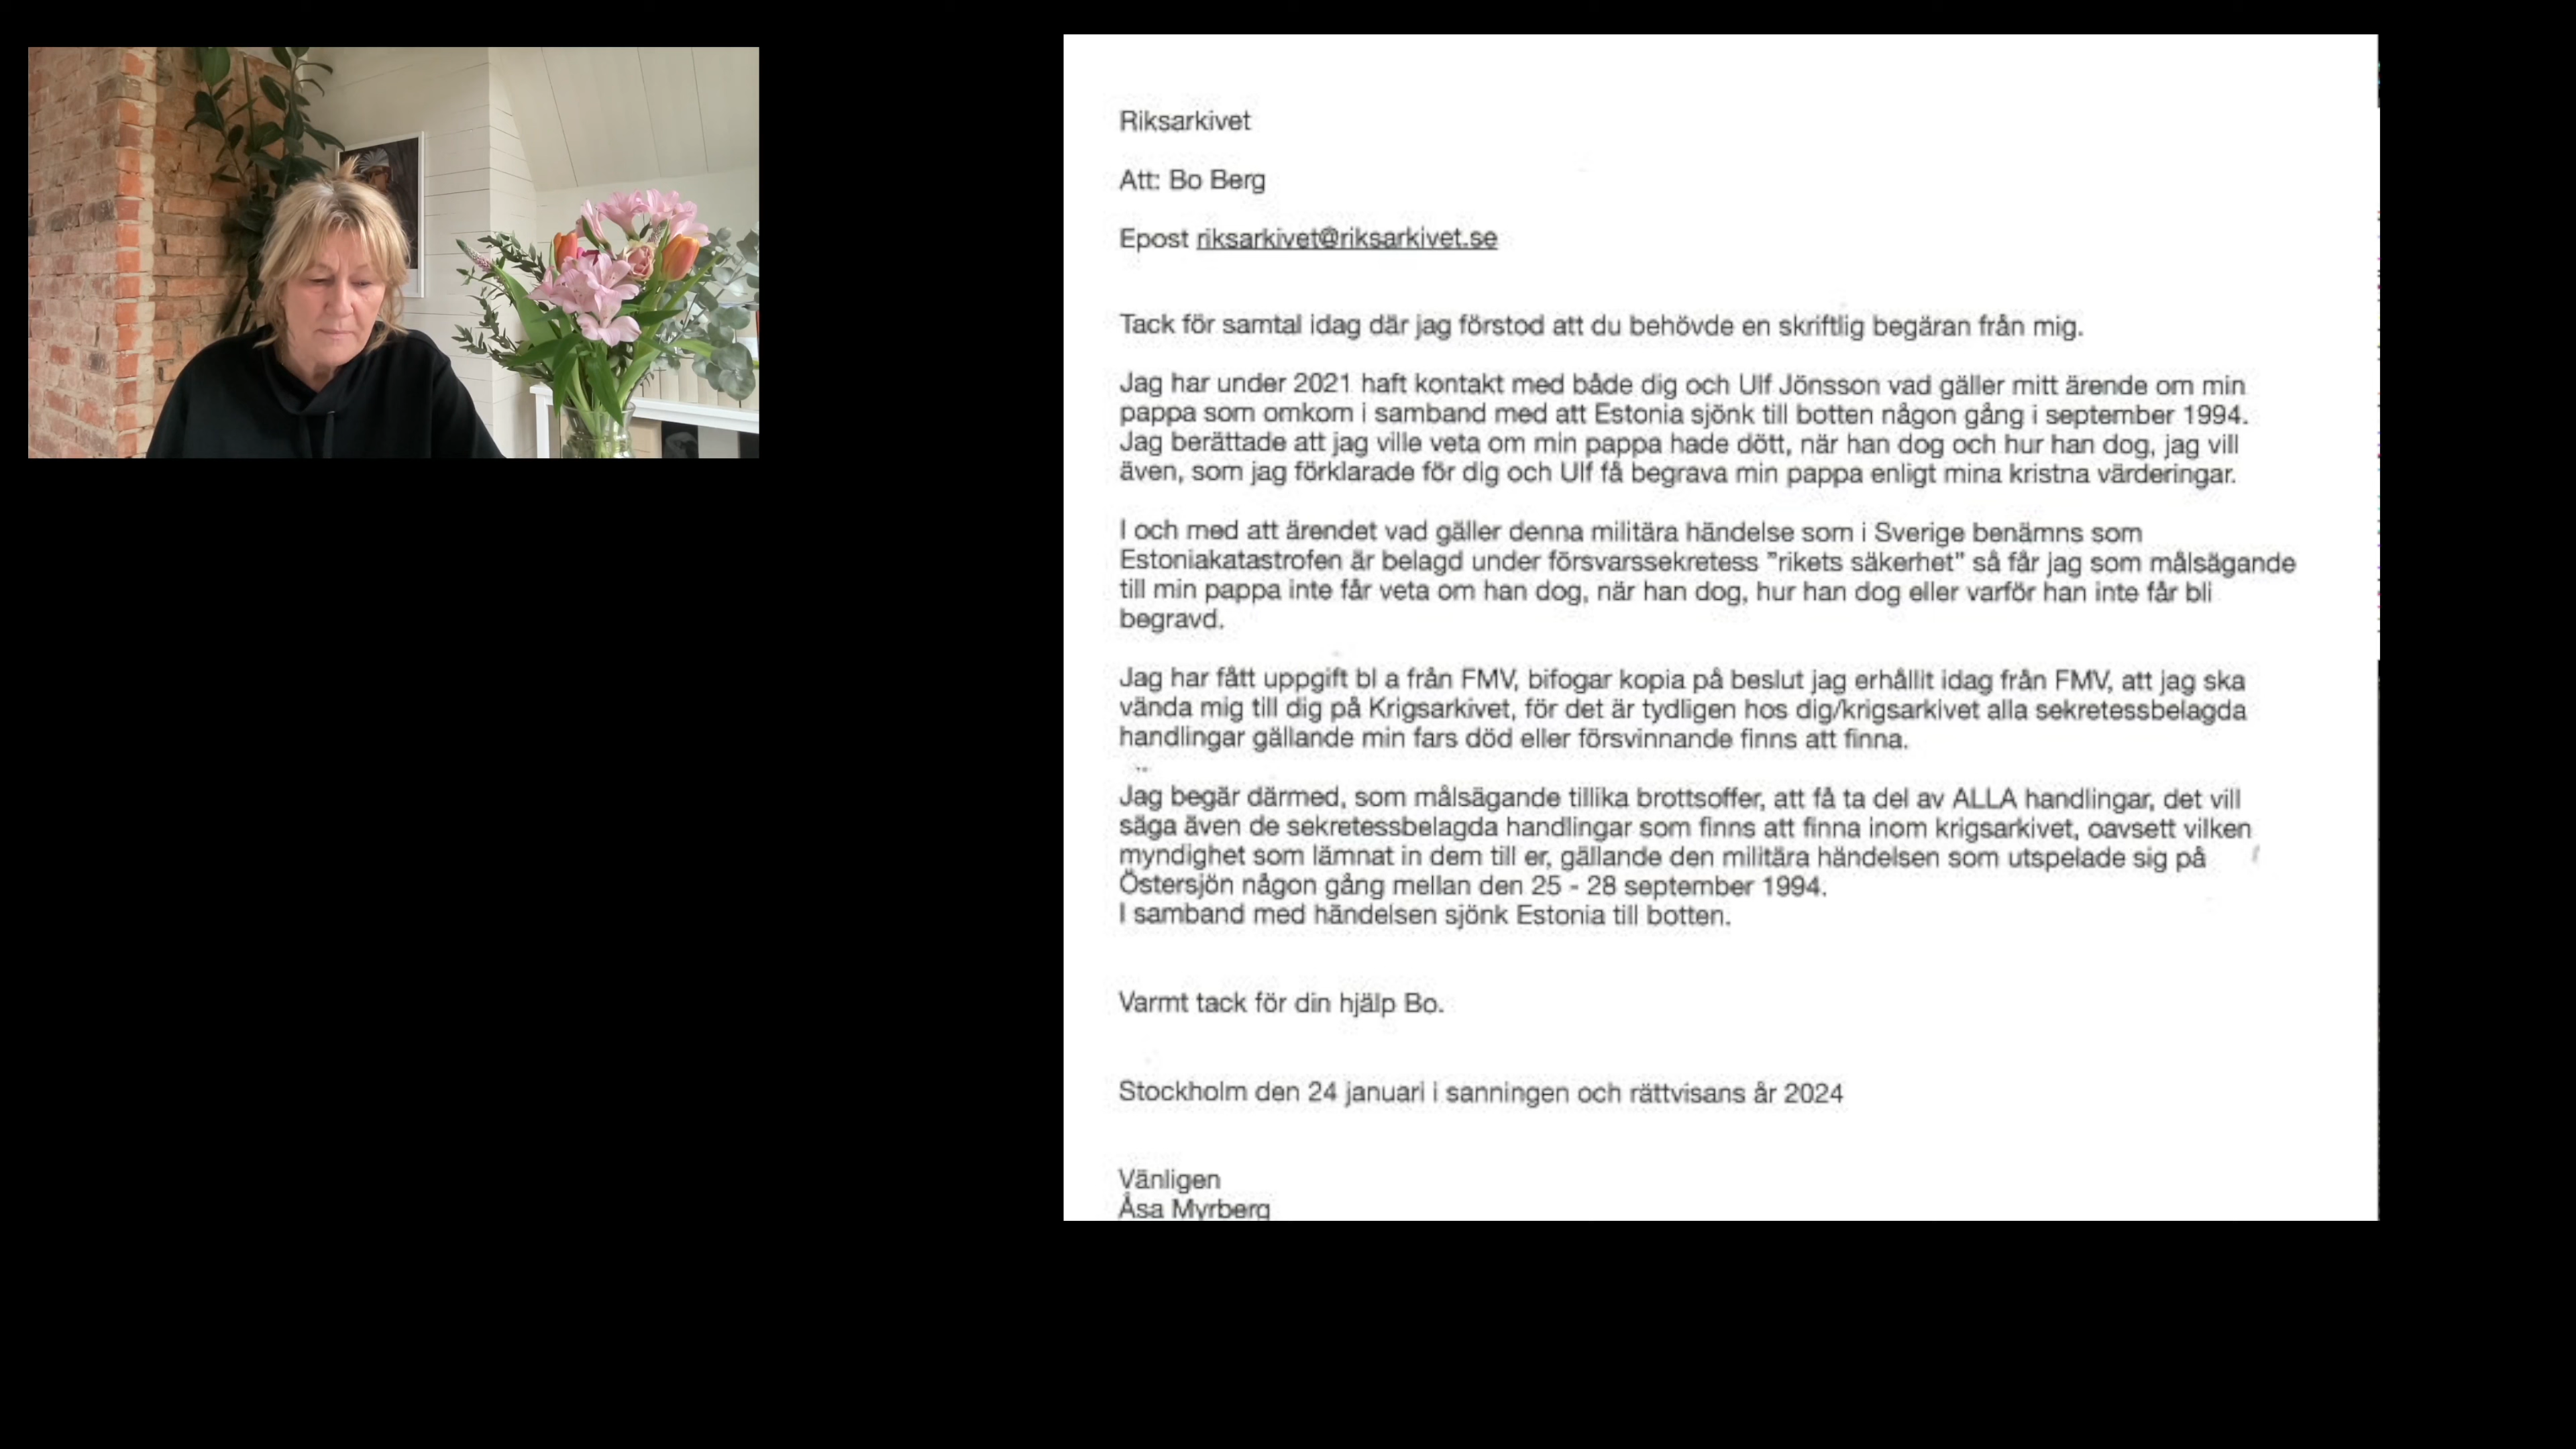 Riksarkivet
Att: Bo Berg
Epost riksarkivet@riksarkivet.se
Tack för samtal idag där jag förstod att du behövde en skriftlig begäran från mig.
Jag har under 2021 haft kontakt med både dig och Ulf Jönsson vad gäller mitt ärende om min
pappa som omkom i samband med att Estonia sjönk till botten någon gång i september 1994.
Jag berättade att jag ville veta om min pappa hade dött, när han dog och hur han dog, jag vill
även, som jag förklarade för dig och Ulf få begrava min pappa enligt mina kristna värderingar.
I och med att ärendet vad gäller denna militära händelse som i Sverige benämns som
Estoniakatastrofen är belagd under försvarssekretess ”rikets säkerhet” så får jag som målsägande
till min pappa inte får veta om han dog, när han dog, hur han dog eller varför han inte får bli
begravd.
Jag har fått uppgift bl a från FMV, bifogar kopia på beslut jag erhållit idag från FMV, att jag ska
vända mig till dig på Krigsarkivet, för det är tydligen hos dig/krigsarkivet alla sekretessbelagda
handlingar gällande min fars död eller försvinnande finns att finna.
Jag begär därmed, som målsägande tillika brottsoffer, att få ta del av ALLA handlingar, det vill
säga även de sekretessbelagda handlingar som finns att finna inom krigsarkivet, oavsett vilken
myndighet som lämnat in dem till er, gällande den militära händelsen som utspelade sig på
Östersjön någon gång mellan den 25 - 28 september 1994.
I samband med händelsen sjönk Estonia till botten.
Varmt tack för din hjälp Bo.
Stockholm den 24 januari i sanningen och rättvisans år 2024
Vänligen
Åsa Myrberg